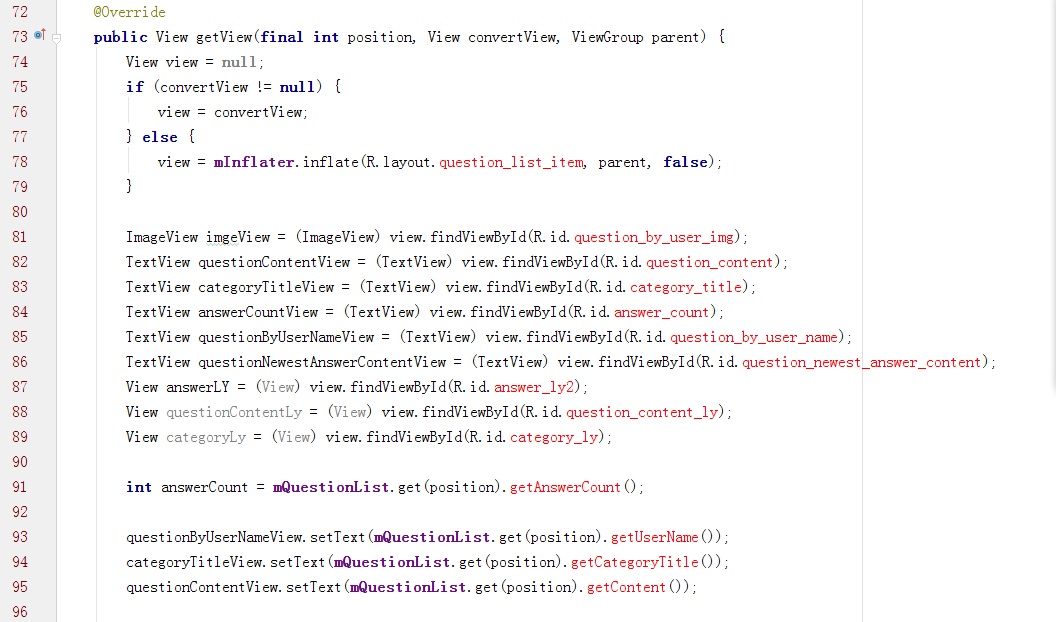 72 @Override
73 public View getView(final int position, View convertView, ViewGroup parent) {
74 View view = null;
75 if (convertView != null) {
76 view = convertView;
77 } else {
78 view = mInflater.inflate(R.layout.question_list_item, parent, false);
79 }
80
81 ImageView imgeView = (ImageView) view.findViewById(R.id.question_by_user_img);
82 TextView questionContentView = (TextView) view.findViewById(R.id.question_content);
83 TextView categoryTitleView = (TextView) view.findViewById(R.id.category_title);
84 TextView answerCountView = (TextView) view.findViewById(R.id.answer_count);
85 TextView questionByUserNameView = (TextView) view.findViewById(R.id.question_by_user_name);
86 TextView questionNewestAnswerContentView = (TextView) view.findViewById(R.id.question_newest_answer_content);
87 View answerLY = (View) view.findViewById(R.id.answer_ly2);
88 View questionContentLy = (View) view.findViewById(R.id.question_content_ly);
89 View categoryLy = (View) view.findViewById(R.id.category_ly);
90
91 int answerCount = mQuestionList.get(position).getAnswerCount();
92
93 questionByUserNameView.setText(mQuestionList.get(position).getUserName());
94 categoryTitleView.setText(mQuestionList.get(position).getCategoryTitle());
95 questionContentView.setText(mQuestionList.get(position).getContent());
96